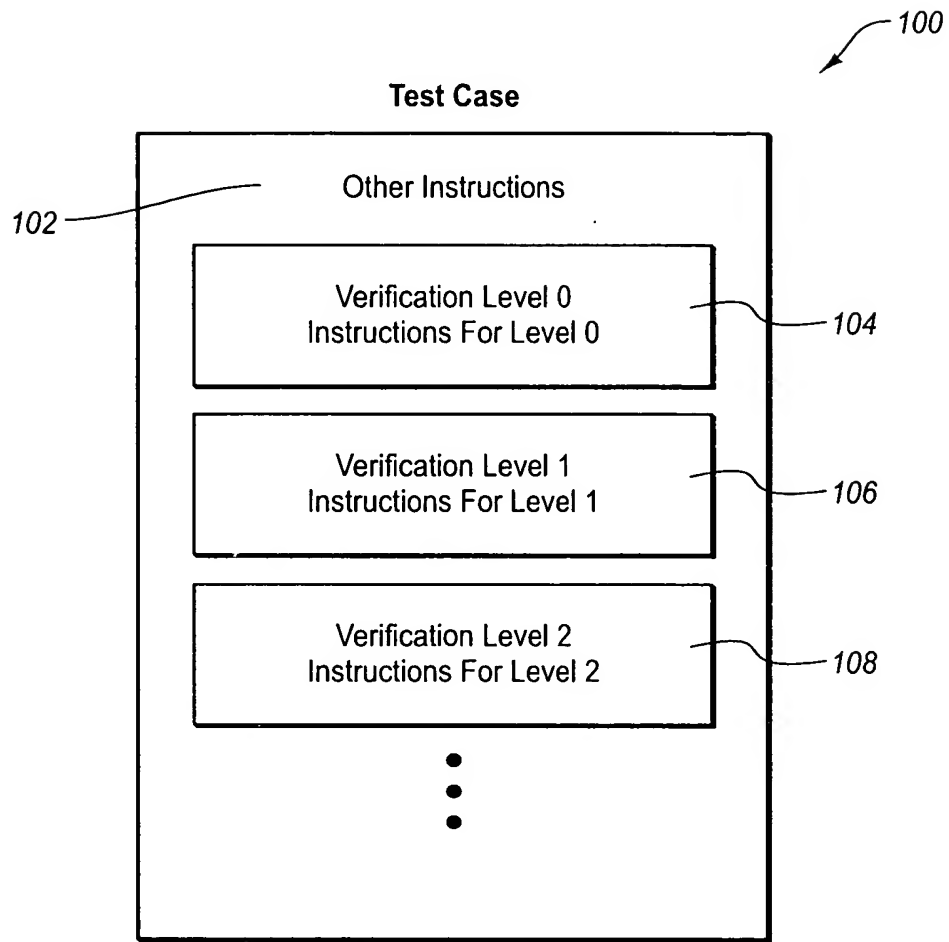 100
Test Case
Other Instructions
102
Verification Level 0
Instructions For Level 0
104
Verification Level 1
Instructions For Level 1
106
Verification Level 2
Instructions For Level 2
108